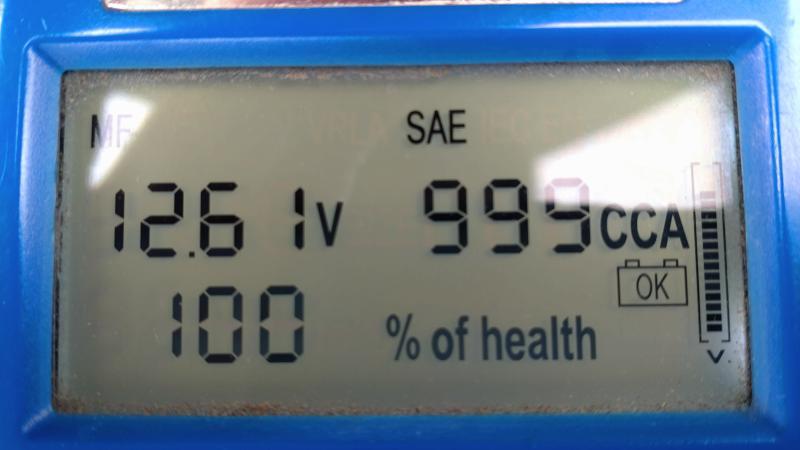 MF SAE
12.61V 999CCA
OK
100 % of health